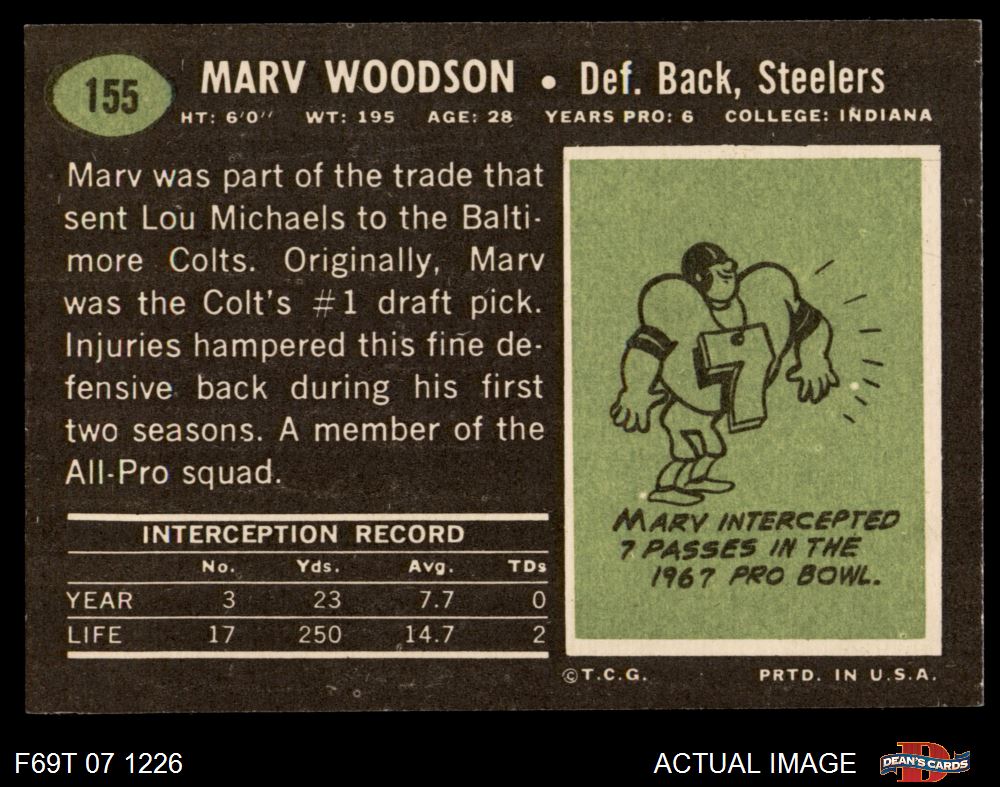 155
MARV WOODSON • Def. Back, Steelers
HT: 6'0'' WT: 195 AGE: 28 YEARS PRO: 6 COLLEGE: INDIANA
Marv was part of the trade that
sent Lou Michaels to the Balti-
more Colts. Originally, Marv
was the Colt's #1 draft pick.
Injuries hampered this fine de-
fensive back during his first
two seasons. A member of the
All-Pro squad.
INTERCEPTION RECORD
No. Yds. Avg. TDs
YEAR 3 23 7.7 0
LIFE 17 250 14.7 2
7
MARV INTERCEPTED
7 PASSES IN THE
1967 PRO BOWL.
©T.C.G. PRTD. IN U.S.A.
F69T 07 1226 ACTUAL IMAGE
D
DEAN'S CARDS